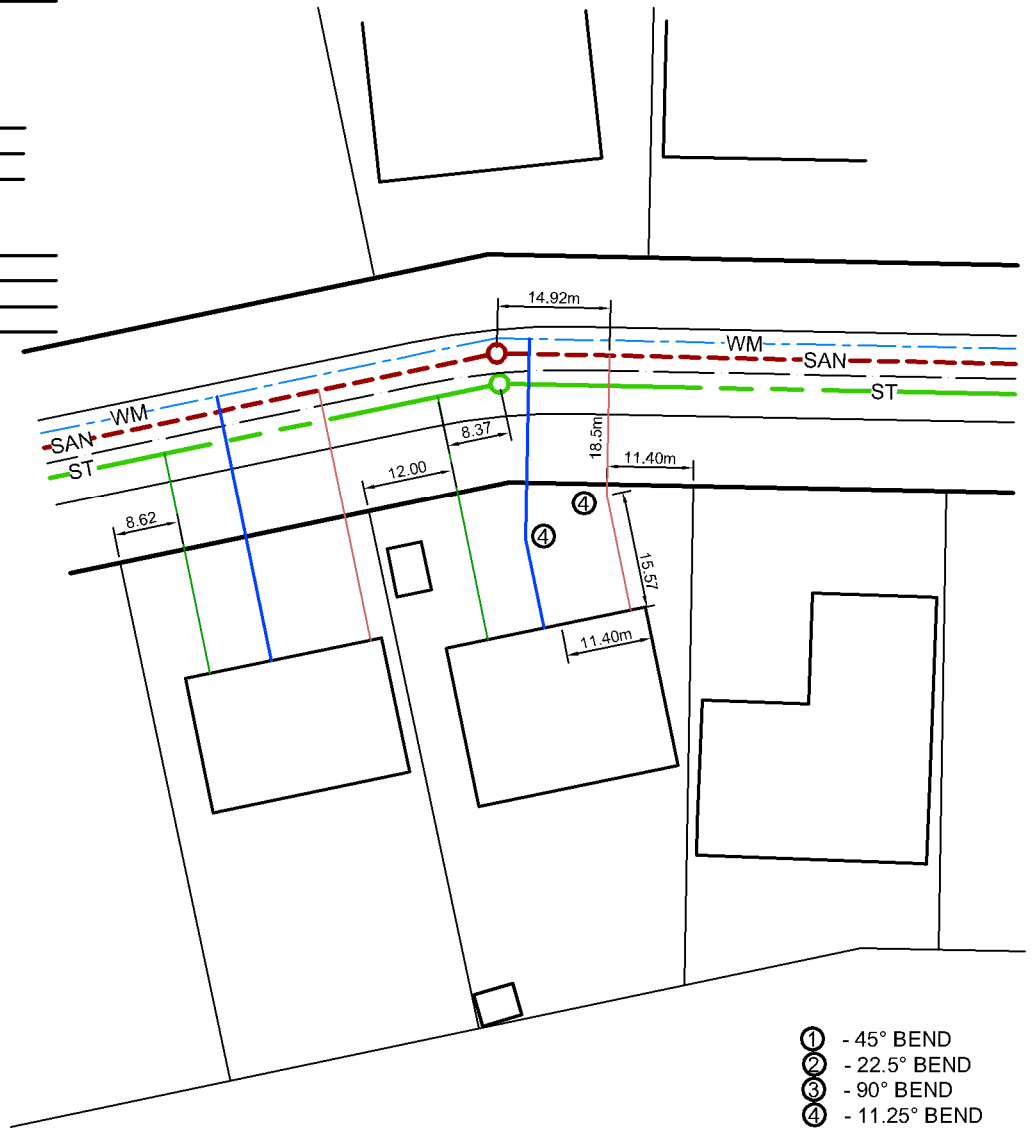 14.92m
WM
SAN
ST
WM
SAN
ST
8.37
18.5m
11.40m
12.00
8.62
4
4
15.57
11.40m
1 - 45° BEND
2 - 22.5° BEND
3 - 90° BEND
4 - 11.25° BEND